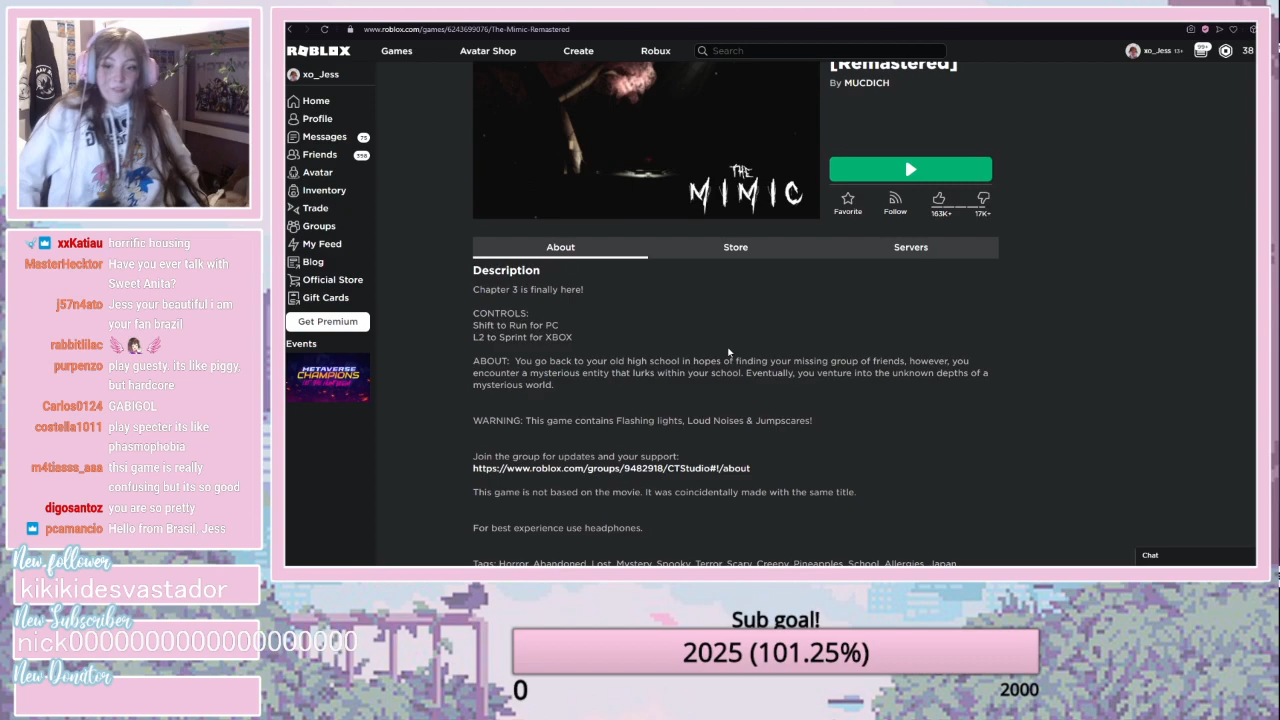 www.roblox.com/games/6243699076/The-Mimic-Remastered
ROBLOX Games Avatar Shop Create Robux Search xo_Jess 13+ 99+ 38
xo_Jess
Home
Profile
Messages 75
Friends 398
Avatar
Inventory
Trade
Groups
My Feed
Blog
Official Store
Gift Cards
Get Premium
Events
METAVERSE
CHAMPIONS
THE
MIMIC
[Remastered]
By MUCDICH
Favorite Follow 163K+ 17K+
About Store Servers
Description
Chapter 3 is finally here!
CONTROLS:
Shift to Run for PC
L2 to Sprint for XBOX
ABOUT: You go back to your old high school in hopes of finding your missing group of friends, however, you
encounter a mysterious entity that lurks within your school. Eventually, you venture into the unknown depths of a
mysterious world.
WARNING: This game contains Flashing lights, Loud Noises & Jumpscares!
Join the group for updates and your support:
https://www.roblox.com/groups/9482918/CTStudio#!/about
This game is not based on the movie. It was coincidentally made with the same title.
For best experience use headphones.
Tags: Horror, Abandoned, Lost, Mystery, Spooky, Terror, Scary, Creepy, Pineapples, School, Allergies, Japan
Chat
xxKatiau horrific housing
MasterHecktor Have you ever talk with
Sweet Anita?
j57n4ato Jess your beautiful i am
your fan brazil
rabbitlilac
purpenzo play guesty. its like piggy,
but hardcore
Carlos0124 GABIGOL
costella1011 play specter its like
phasmophobia
m4tiasss_aaa thsi game is really
confusing but its so good
digosantoz you are so pretty
pcamancio Hello from Brasil, Jess
New follower
kikikidesvastador
New Subscriber
nick0000000000000000000
New Donator
Sub goal!
2025 (101.25%)
0 2000